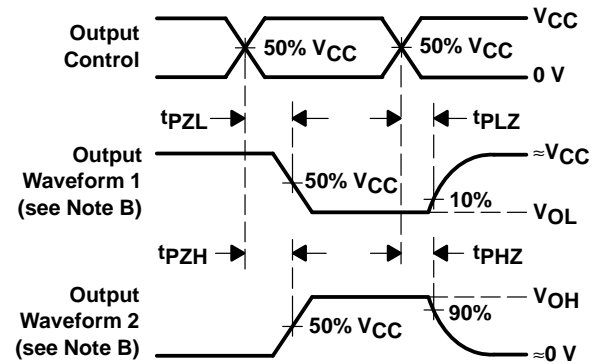 Output
Control
50% VCC
50% VCC
VCC
0 V
tPZL
tPLZ
Output
Waveform 1
(see Note B)
50% VCC
10%
≈VCC
VOL
tPZH
tPHZ
Output
Waveform 2
(see Note B)
50% VCC
90%
VOH
≈0 V